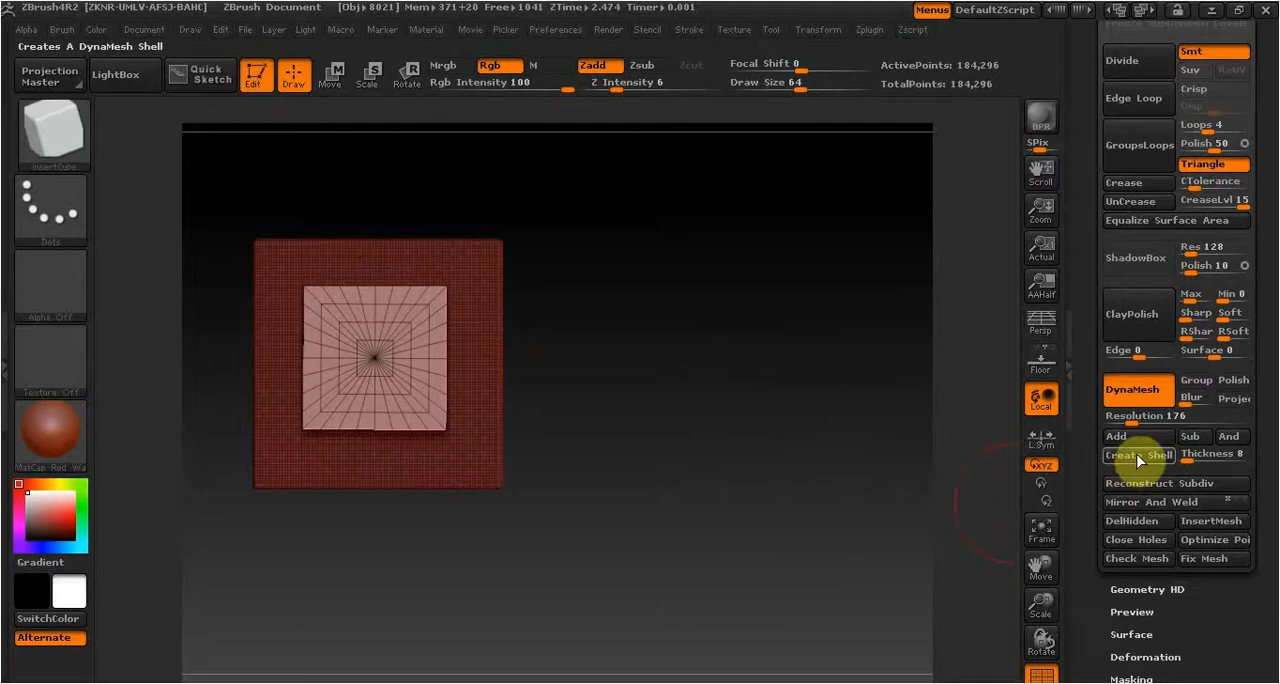 ZBrush4R2 [ZKNR-UMLV-AFSJ-BAHC] ZBrush Document [Obj▸8021] Mem▸371+20 Free▸1041 ZTime▸2.474 Timer▸0.001 Menus DefaultZScript
Alpha Brush Color Document Draw Edit File Layer Light Macro Marker Material Movie Picker Preferences Render Stencil Stroke Texture Tool Transform Zplugin Zscript
Creates A DynaMesh Shell
Projection Master
LightBox
Quick Sketch
Edit
Draw
Move
Scale
Rotate
Mrgb Rgb M
Rgb Intensity 100
Zadd Zsub Zcut
Z Intensity 6
Focal Shift 0
Draw Size 64
ActivePoints: 184,296
TotalPoints: 184,296
InsertCube
Dots
Alpha Off
Texture Off
MatCap Red Wa
Gradient
SwitchColor
Alternate
BPR
SPix
Scroll
Zoom
Actual
AAHalf
Persp
Floor
Local
L.Sym
XYZ
Y
Z
Frame
Move
Scale
Rotate
Divide
Smt
Suv ReUV
Edge Loop
Crisp
Disp
GroupsLoops
Loops 4
Polish 50
Triangle
Crease CTolerance
UnCrease CreaseLvl 15
Equalize Surface Area
ShadowBox
Res 128
Polish 10
ClayPolish
Max Min 0
Sharp Soft
RShar RSoft
Edge 0 Surface 0
DynaMesh
Group Polish
Blur Projec
Resolution 176
Add Sub And
Create Shell Thickness 8
Reconstruct Subdiv
Mirror And Weld
DelHidden InsertMesh
Close Holes Optimize Poi
Check Mesh Fix Mesh
Geometry HD
Preview
Surface
Deformation
Masking